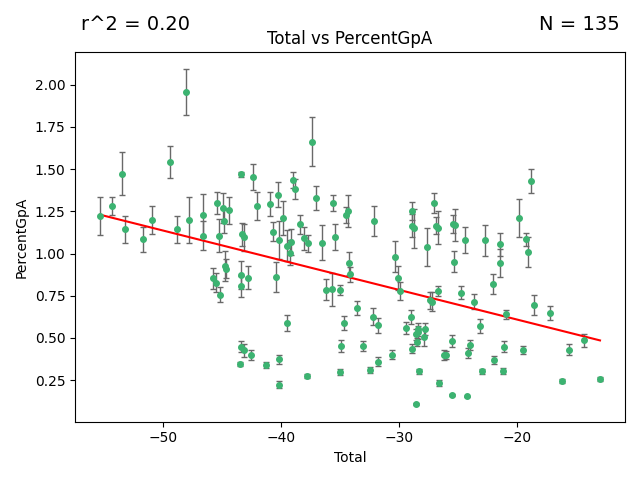 r^2 = 0.20
N = 135
Total vs PercentGpA
PercentGpA
2.00
1.75
1.50
1.25
1.00
0.75
0.50
0.25
−50
−40
−30
−20
Total